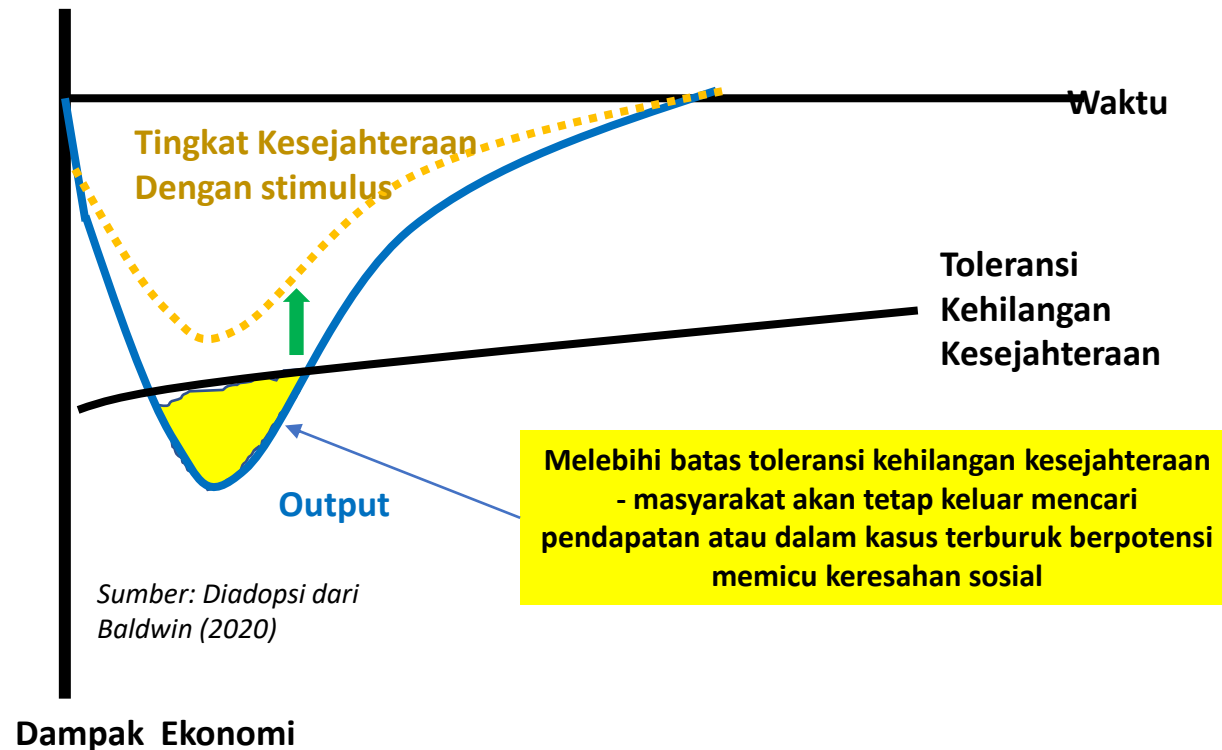 Waktu
Tingkat Kesejahteraan
Dengan stimulus
Toleransi
Kehilangan
Kesejahteraan
Melebihi batas toleransi kehilangan kesejahteraan
- masyarakat akan tetap keluar mencari
pendapatan atau dalam kasus terburuk berpotensi
memicu keresahan sosial
Output
Sumber: Diadopsi dari
Baldwin (2020)
Dampak Ekonomi